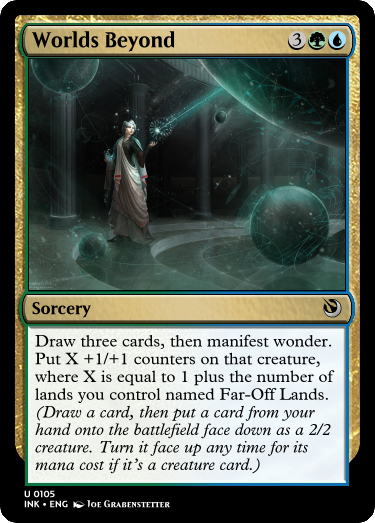 Worlds Beyond 3
Sorcery
Draw three cards, then manifest wonder.
Put X +1/+1 counters on that creature,
where X is equal to 1 plus the number of
lands you control named Far-Off Lands.
(Draw a card, then put a card from your
hand onto the battlefield face down as a 2/2
creature. Turn it face up any time for its
mana cost if it's a creature card.)
U 0105
INK • ENG Joe Grabenstetter